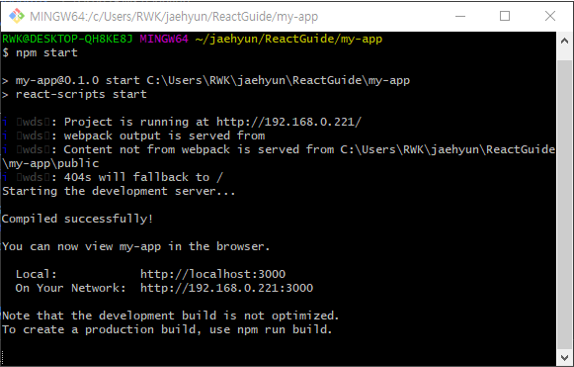 MINGW64:/c/Users/RWK/jaehyun/ReactGuide/my-app
RWK@DESKTOP-QH8KE8J MINGW64 ~/jaehyun/ReactGuide/my-app
$ npm start
> my-app@0.1.0 start C:\Users\RWK\jaehyun\ReactGuide\my-app
> react-scripts start
i 「wds」: Project is running at http://192.168.0.221/
i 「wds」: webpack output is served from
i 「wds」: Content not from webpack is served from C:\Users\RWK\jaehyun\ReactGuide
\my-app\public
i 「wds」: 404s will fallback to /
Starting the development server...
Compiled successfully!
You can now view my-app in the browser.
Local: http://localhost:3000
On Your Network: http://192.168.0.221:3000
Note that the development build is not optimized.
To create a production build, use npm run build.